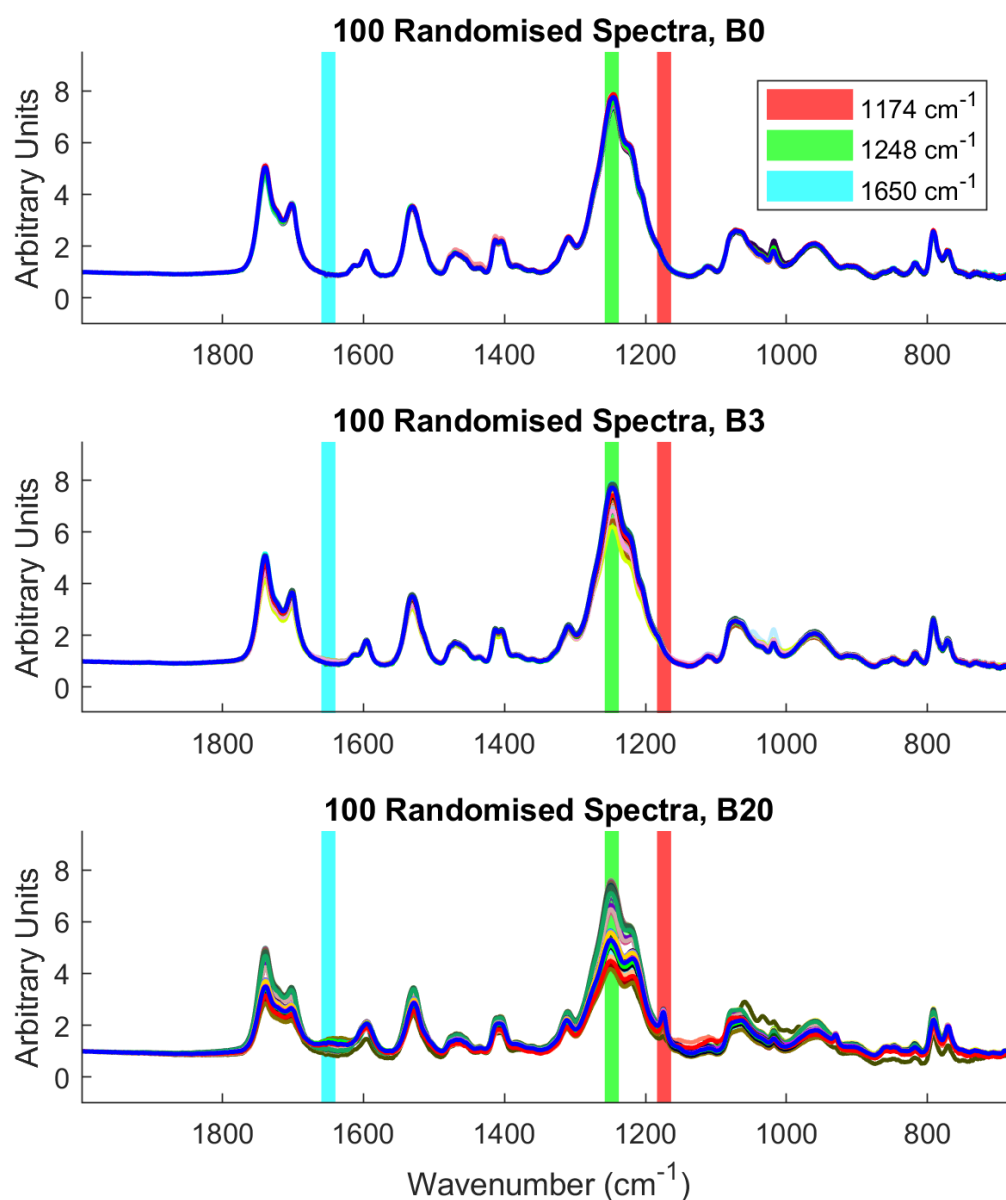 100 Randomised Spectra, B0
Arbitrary Units
8
6
4
2
0
1800 1600 1400 1200 1000 800
1174 cm⁻¹
1248 cm⁻¹
1650 cm⁻¹
100 Randomised Spectra, B3
Arbitrary Units
8
6
4
2
0
1800 1600 1400 1200 1000 800
100 Randomised Spectra, B20
Arbitrary Units
8
6
4
2
0
1800 1600 1400 1200 1000 800
Wavenumber (cm⁻¹)